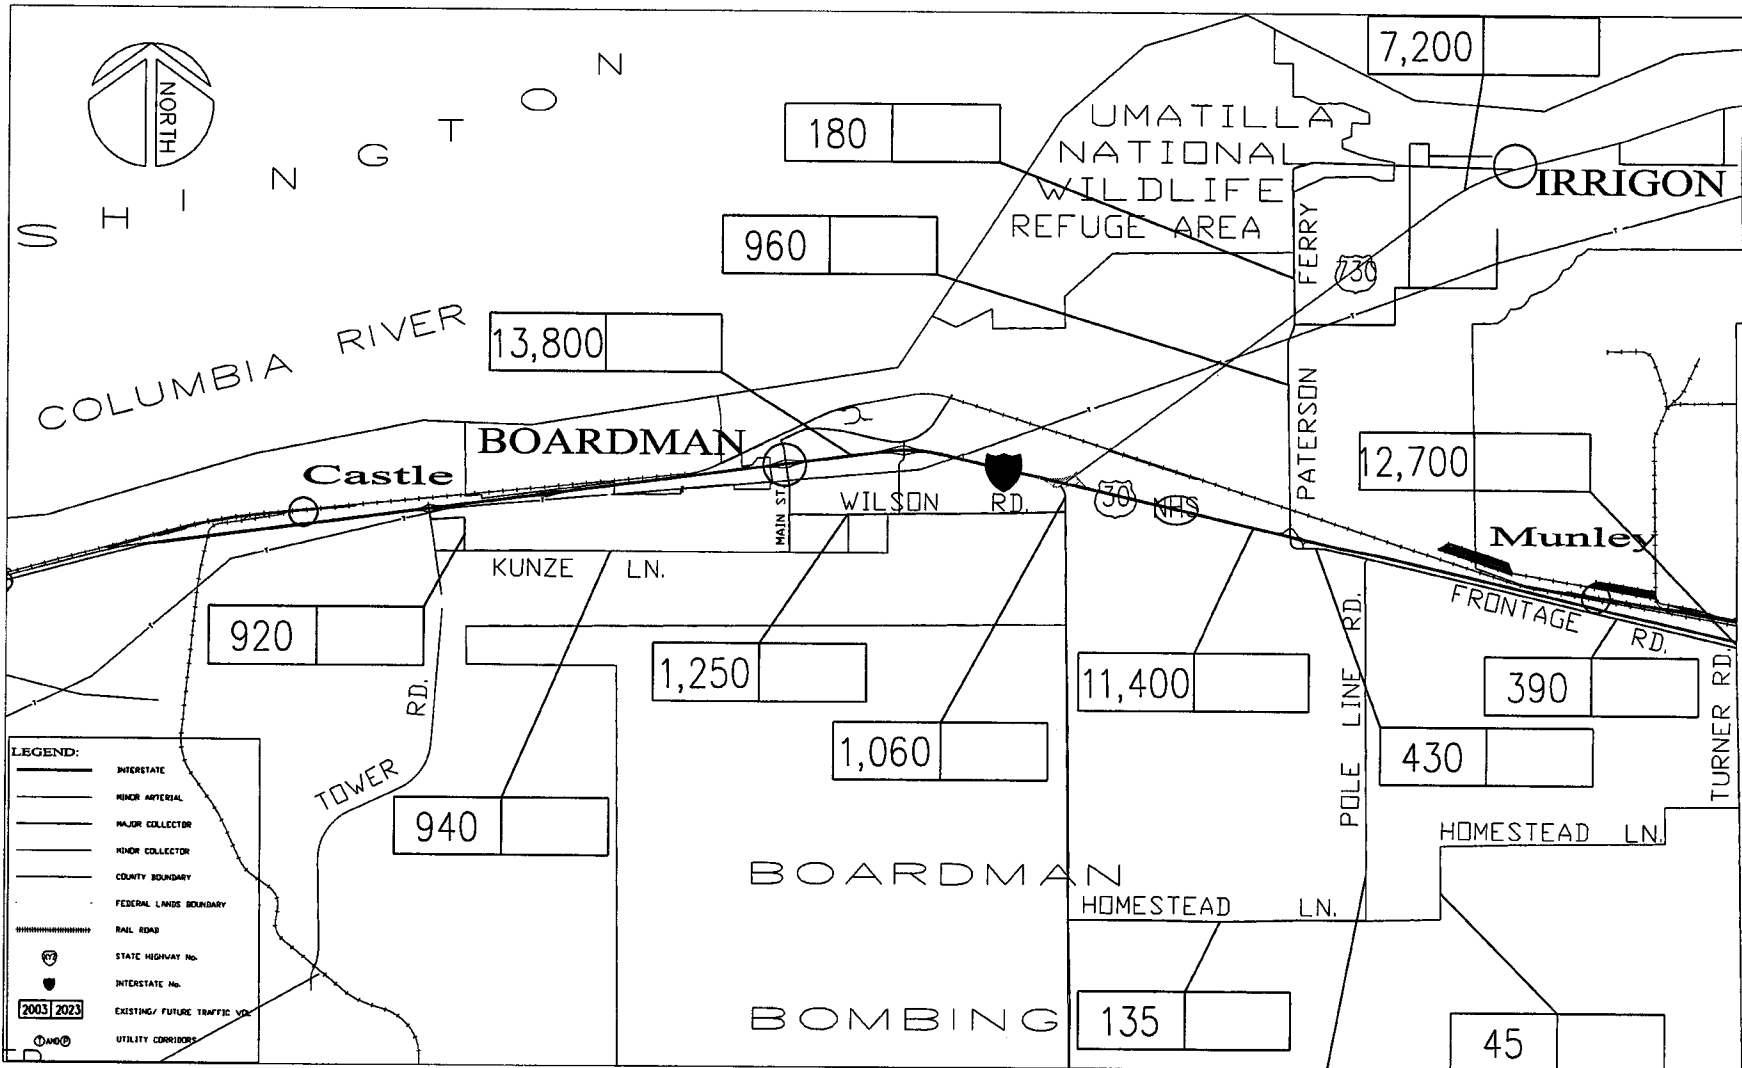 NORTH
WASHINGTON
7,200
180
UMATILLA
NATIONAL
WILDLIFE
REFUGE AREA
IRRIGON
960
FERRY
730
COLUMBIA RIVER
13,800
PATERSON
BOARDMAN
Castle
12,700
MAIN ST
WILSON RD.
30
NHS
Munley
KUNZE LN.
FRONTAGE RD.
920
1,250
11,400
390
RD.
1,060
430
POLE LINE RD.
TURNER RD.
TOWER
940
HOMESTEAD LN.
BOARDMAN
HOMESTEAD LN.
BOMBING
135
45
LEGEND:
INTERSTATE
MINOR ARTERIAL
MAJOR COLLECTOR
MINOR COLLECTOR
COUNTY BOUNDARY
FEDERAL LANDS BOUNDARY
RAIL ROAD
XYZ STATE HIGHWAY No.
INTERSTATE No.
2003 2023 EXISTING/ FUTURE TRAFFIC VOL
T AND P UTILITY CORRIDORS